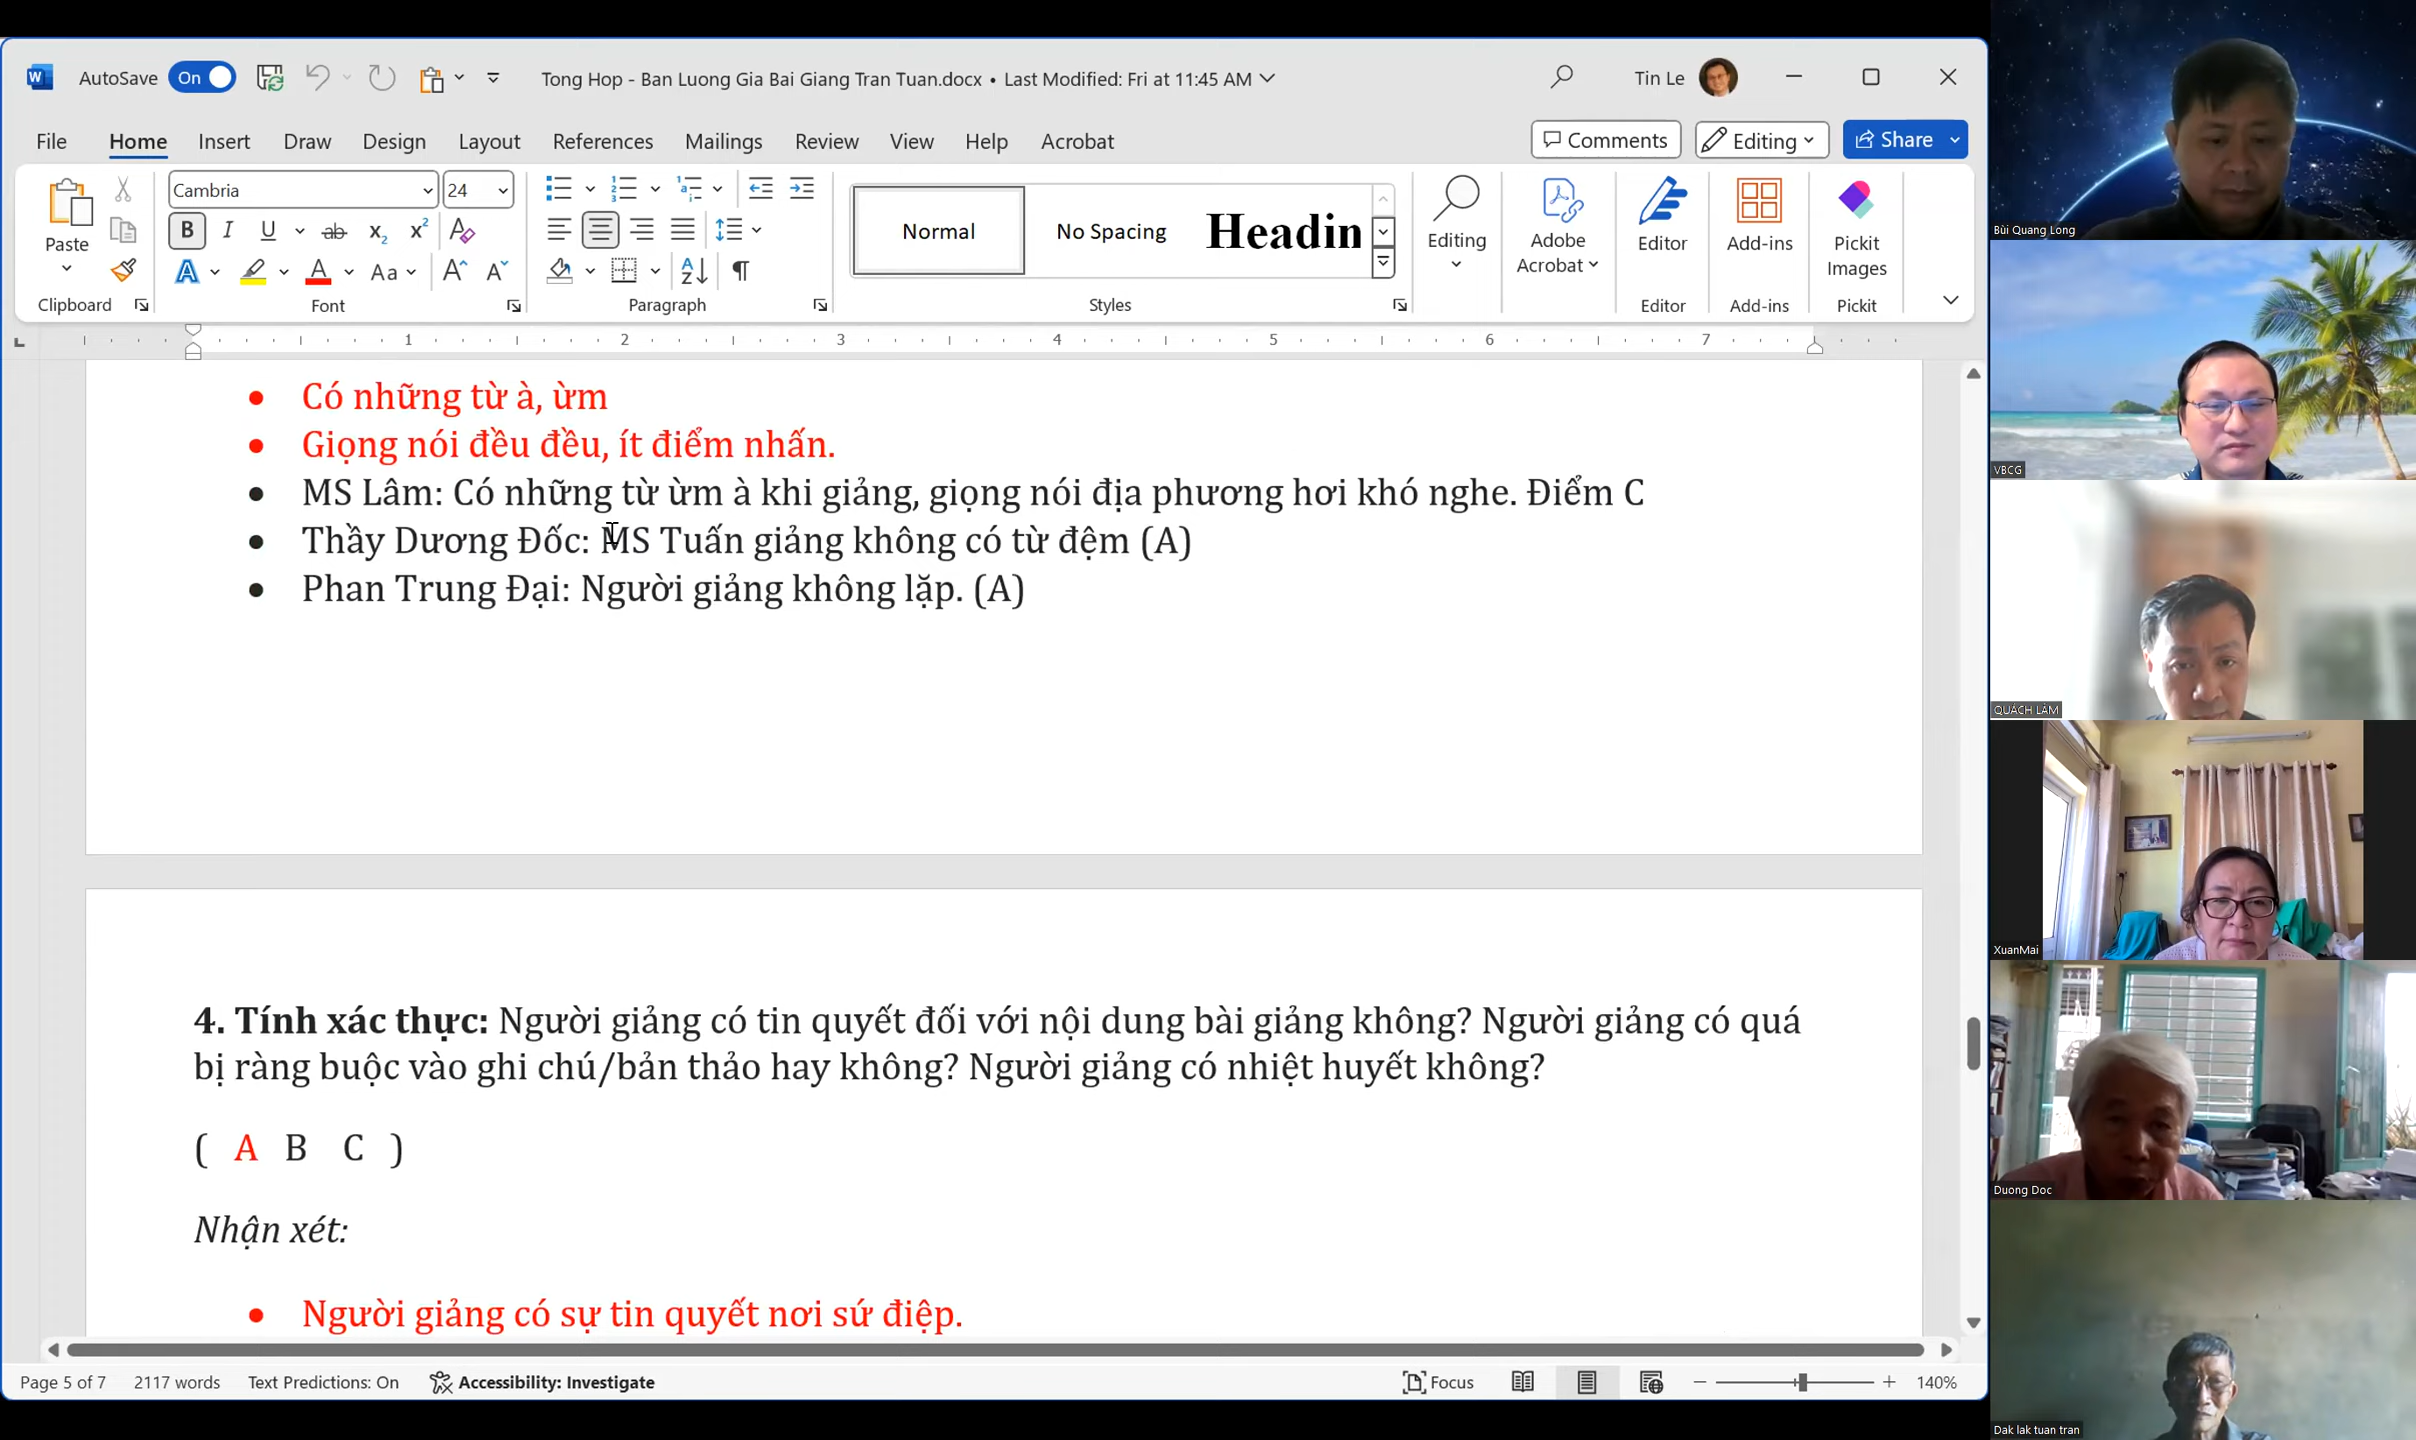 AutoSave On Tong Hop - Ban Luong Gia Bai Giang Tran Tuan.docx • Last Modified: Fri at 11:45 AM Tin Le
File Home Insert Draw Design Layout References Mailings Review View Help Acrobat Comments Editing Share
Paste
Clipboard
Cambria 24
Font
Paragraph
Normal No Spacing Headin
Styles
Editing
Adobe Acrobat
Editor
Editor
Add-ins
Add-ins
Pickit Images
Pickit
1 2 3 4 5 6 7
• Có những từ à, ừm
• Giọng nói đều đều, ít điểm nhấn.
• MS Lâm: Có những từ ừm à khi giảng, giọng nói địa phương hơi khó nghe. Điểm C
• Thầy Dương Đốc: MS Tuấn giảng không có từ đệm (A)
• Phan Trung Đại: Người giảng không lặp. (A)
4. Tính xác thực: Người giảng có tin quyết đối với nội dung bài giảng không? Người giảng có quá
bị ràng buộc vào ghi chú/bản thảo hay không? Người giảng có nhiệt huyết không?
( A B C )
Nhận xét:
• Người giảng có sự tin quyết nơi sứ điệp.
Page 5 of 7 2117 words Text Predictions: On Accessibility: Investigate Focus 140%
Bùi Quang Long
VBCG
QUÁCH LÂM
XuanMai
Duong Doc
Dak lak tuan tran